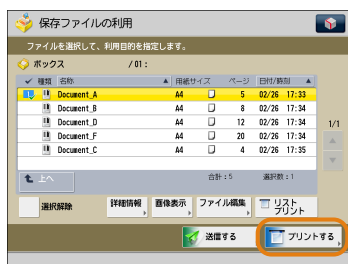 保存ファイルの利用
ファイルを選択して、利用目的を指定します。
ボックス /01:
✓ 種類 名称 ▲ 用紙サイズ ページ 日付/時刻 ▲
1 Document_A A4 5 02/26 17:33
Document_B A4 8 02/26 17:33
Document_D A4 12 02/26 17:34
Document_F A4 20 02/26 17:34
Document_C A4 4 02/26 17:35
1/1
上へ 合計:5 選択数:1
選択解除 詳細情報 画像表示 ファイル編集 リスト
プリント
送信する プリントする